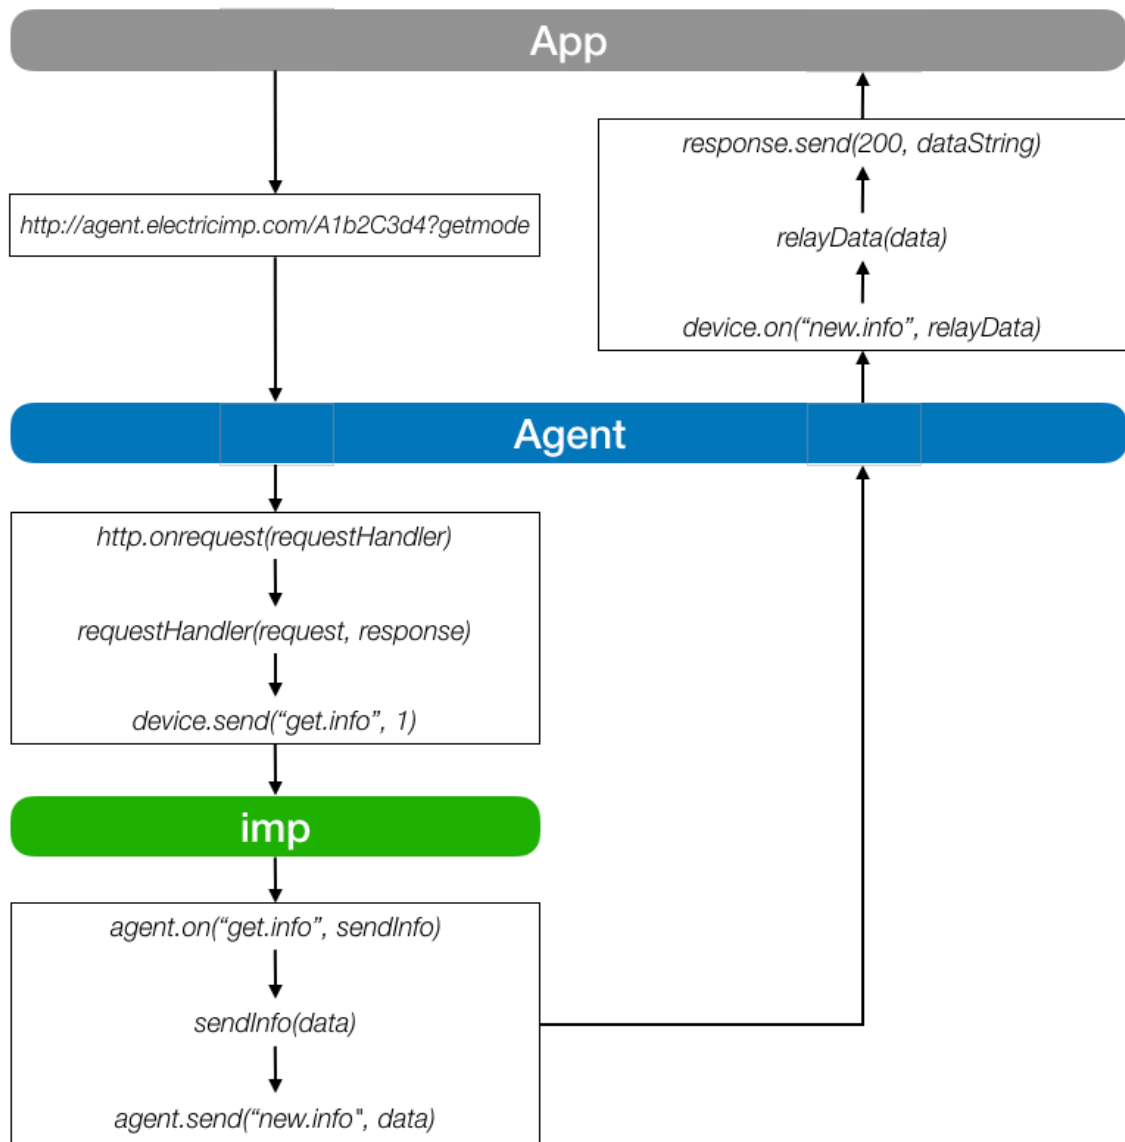 App
response.send(200, dataString)
http://agent.electricimp.com/A1b2C3d4?getmode
relayData(data)
device.on(“new.info”, relayData)
Agent
http.onrequest(requestHandler)
requestHandler(request, response)
device.send(“get.info”, 1)
imp
agent.on(“get.info”, sendInfo)
sendInfo(data)
agent.send(“new.info", data)